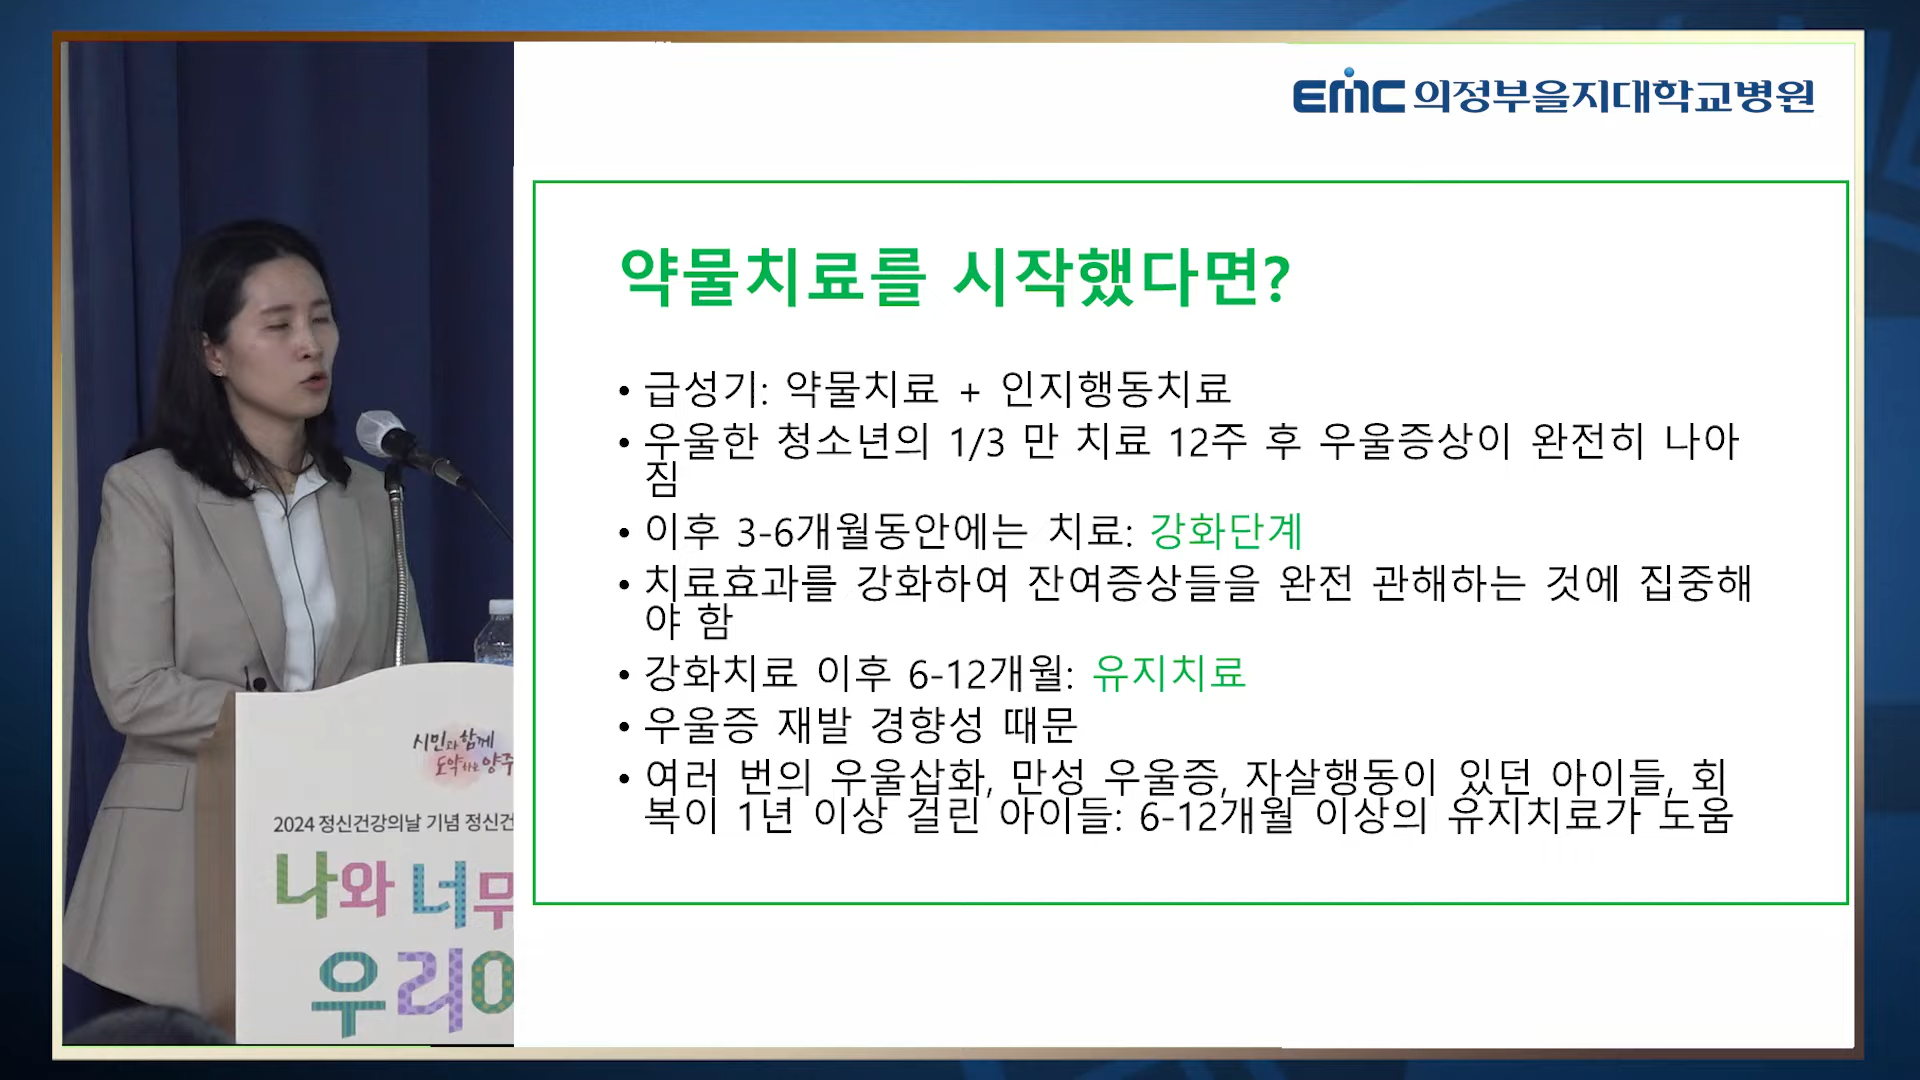 EMC 의정부을지대학교병원
약물치료를 시작했다면?
• 급성기: 약물치료 + 인지행동치료
• 우울한 청소년의 1/3 만 치료 12주 후 우울증상이 완전히 나아
짐
• 이후 3-6개월동안에는 치료: 강화단계
• 치료효과를 강화하여 잔여증상들을 완전 관해하는 것에 집중해
야 함
• 강화치료 이후 6-12개월: 유지치료
• 우울증 재발 경향성 때문
• 여러 번의 우울삽화, 만성 우울증, 자살행동이 있던 아이들, 회
복이 1년 이상 걸린 아이들: 6-12개월 이상의 유지치료가 도움
시민과 함께
도약하는 양주
2024 정신건강의날 기념 정신건
나와 너
우리